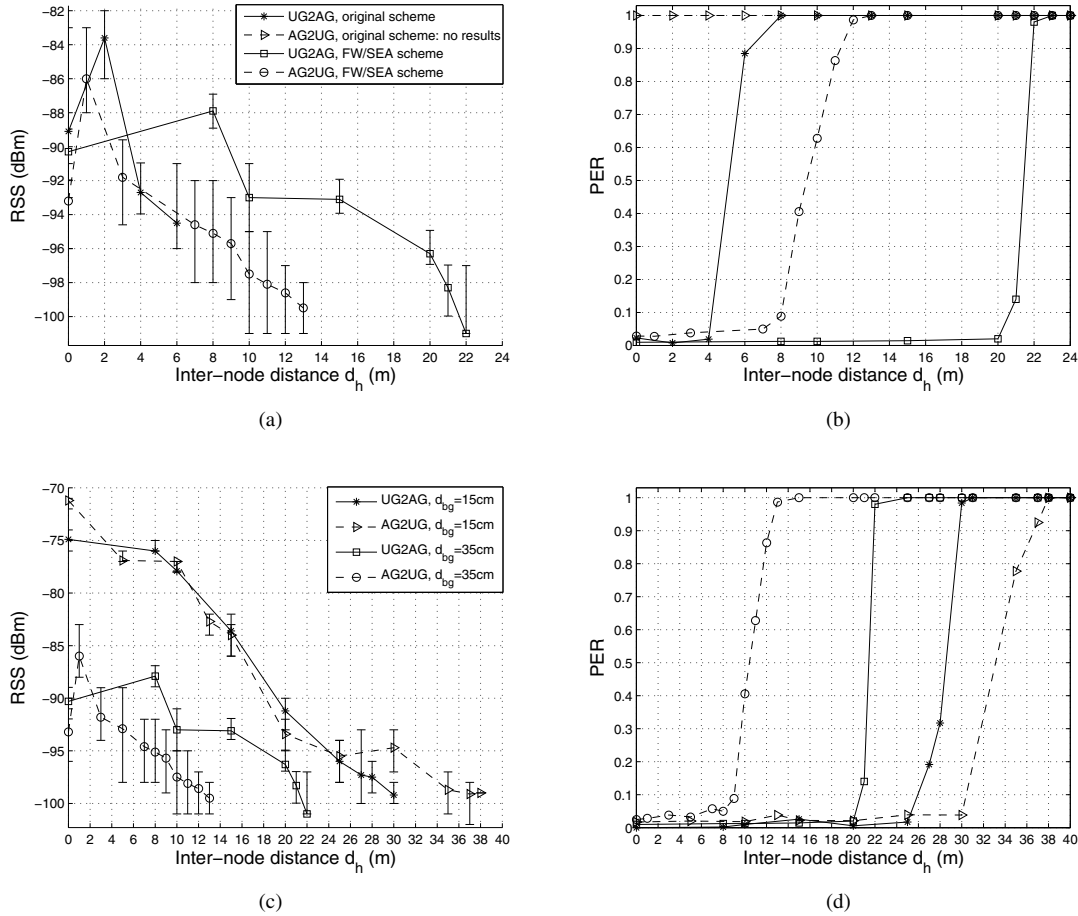 −82
−84
−86
−88
−90
−92
−94
−96
−98
−100
RSS (dBm)
UG2AG, original scheme
AG2UG, original scheme: no results
UG2AG, FW/SEA scheme
AG2UG, FW/SEA scheme
0 2 4 6 8 10 12 14 16 18 20 22 24
Inter−node distance d_h (m)
(a)
1
0.9
0.8
0.7
0.6
0.5
0.4
0.3
0.2
0.1
0
PER
0 2 4 6 8 10 12 14 16 18 20 22 24
Inter−node distance d_h (m)
(b)
−70
−75
−80
−85
−90
−95
−100
RSS (dBm)
UG2AG, d_bg=15cm
AG2UG, d_bg=15cm
UG2AG, d_bg=35cm
AG2UG, d_bg=35cm
0 2 4 6 8 10 12 14 16 18 20 22 24 26 28 30 32 34 36 38 40
Inter−node distance d_h (m)
(c)
1
0.9
0.8
0.7
0.6
0.5
0.4
0.3
0.2
0.1
0
PER
0 2 4 6 8 10 12 14 16 18 20 22 24 26 28 30 32 34 36 38 40
Inter−node distance d_h (m)
(d)